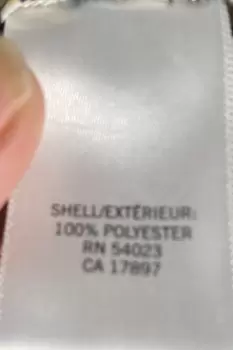 SHELL/EXTÉRIEUR:
100% POLYESTER
RN 54023
CA 17897